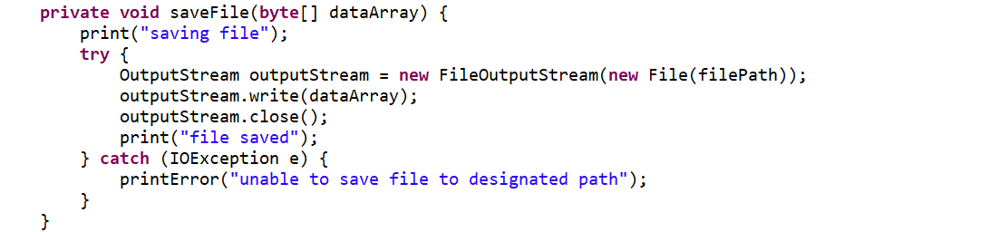 private void saveFile(byte[] dataArray) {
    print("saving file");
    try {
        OutputStream outputStream = new FileOutputStream(new File(filePath));
        outputStream.write(dataArray);
        outputStream.close();
        print("file saved");
    } catch (IOException e) {
        printError("unable to save file to designated path");
    }
}